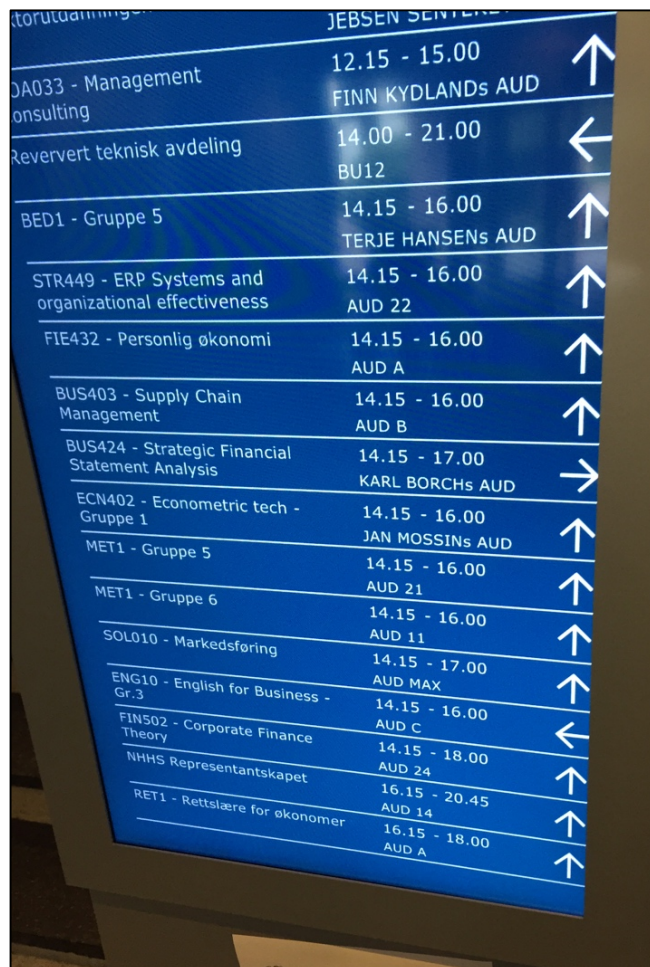 JEBSEN
12.15 - 15.00
- Management
FINN KYDLANDs AUD
Reververt teknisk avdeling
14.00 - 21.00
BU12
BED1 - Gruppe 5
14.15 - 16.00
TERJE HANSENs AUD
STR449 - ERP Systems and
organizational effectiveness
14.15 - 16.00
AUD 22
FIE432 - Personlig økonomi
14.15 - 16.00
AUD A
BUS403 - Supply Chain
Management
14.15 - 16.00
AUD B
BUS424 - Strategic Financial
Statement Analysis
14.15 - 17.00
KARL BORCHs AUD
ECN402 - Econometric tech -
Gruppe 1
14.15 - 16.00
JAN MOSSINs AUD
MET1 - Gruppe 5
14.15 - 16.00
AUD 21
MET1 - Gruppe 6
14.15 - 16.00
AUD 11
SOL010 - Markedsføring
14.15 - 17.00
AUD MAX
ENG10 - English for Business -
Gr.3
14.15 - 16.00
AUD C
FIN502 - Corporate Finance
Theory
14.15 - 18.00
AUD 24
NHHS Representantskapet
16.15 - 20.45
AUD 14
RET1 - Rettslære for økonomer
16.15 - 18.00
AUD A